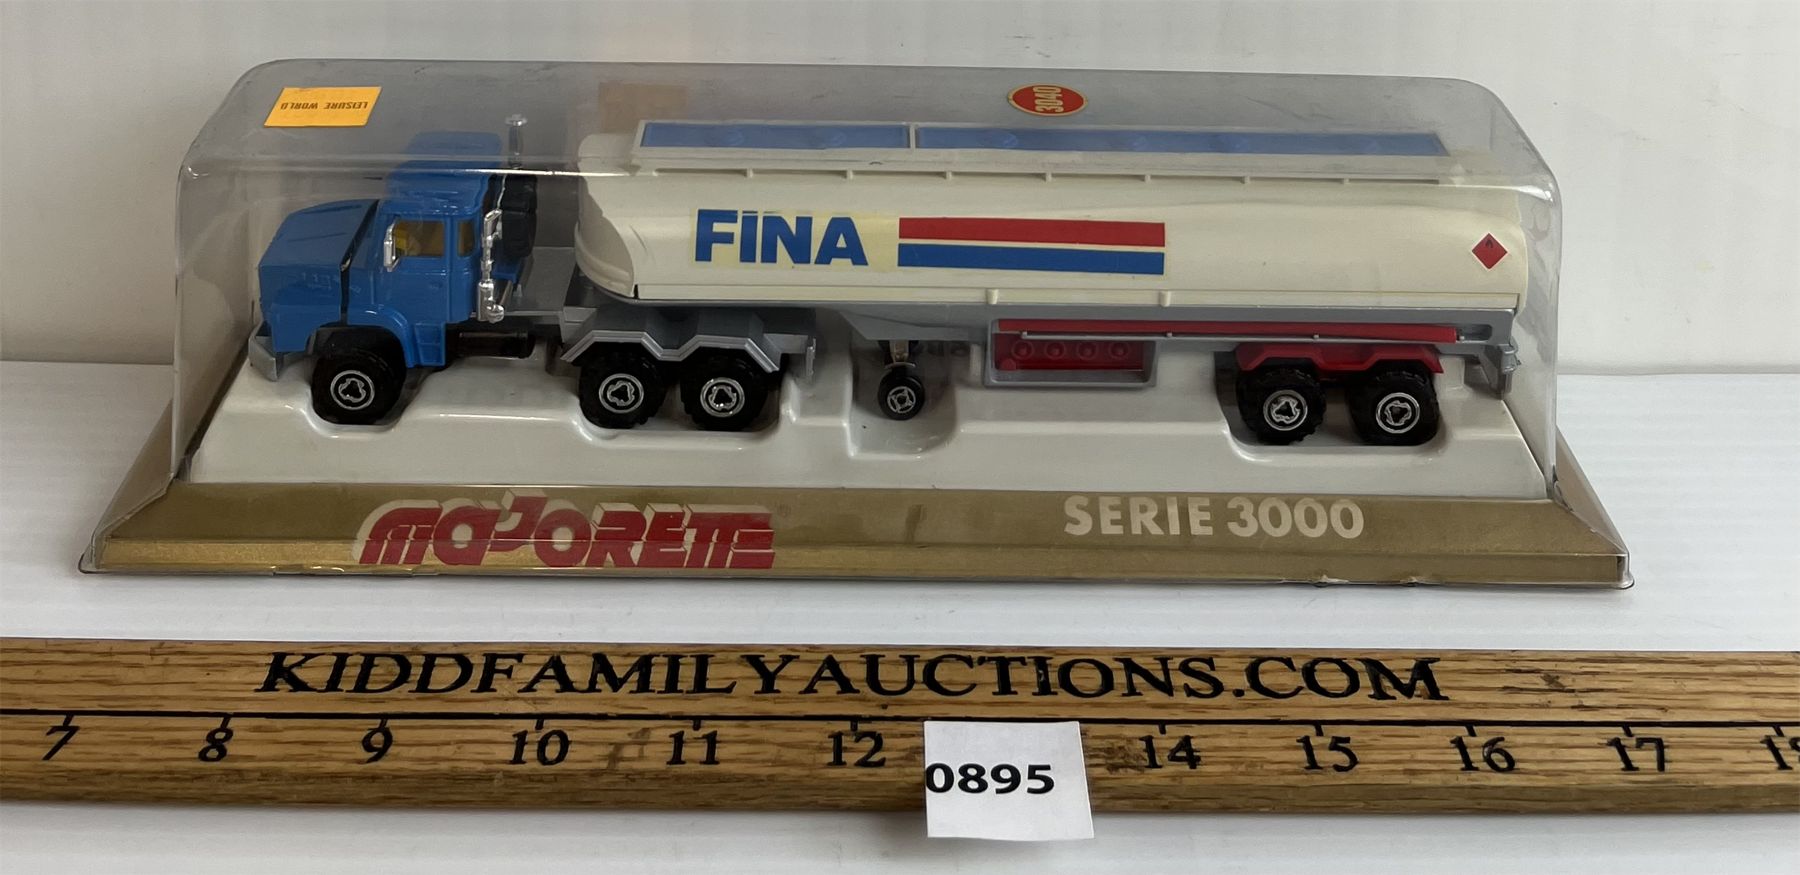 LEISURE WORLD
3040
FINA
MAJORETTE
SERIE 3000
KIDDFAMILYAUCTIONS.COM
7 8 9 10 11 12 14 15 16 17 18
0895